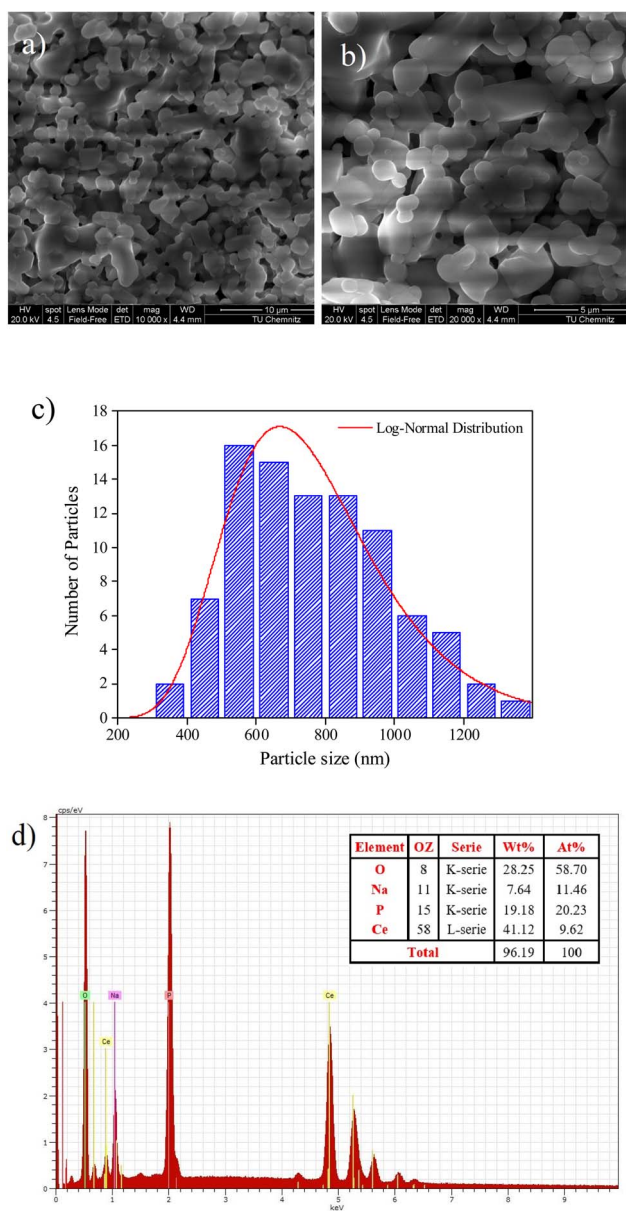 a)
b)
HV spot Lens Mode det mag WD 10 µm
20.0 kV 4.5 Field-Free ETD 10 000 x 4.4 mm TU Chemnitz
HV spot Lens Mode det mag WD 5 µm
20.0 kV 4.5 Field-Free ETD 20 000 x 4.4 mm TU Chemnitz
c)
Log-Normal Distribution
Number of Particles
18
16
14
12
10
8
6
4
2
0
200 400 600 800 1000 1200
Particle size (nm)
d)
cps/eV
8
7
6
5
4
3
2
1
0
Element OZ Serie Wt% At%
O 8 K-serie 28.25 58.70
Na 11 K-serie 7.64 11.46
P 15 K-serie 19.18 20.23
Ce 58 L-serie 41.12 9.62
Total 96.19 100
O Na P Ce
Ce
0 1 2 3 4 5 6 7 8 9
keV